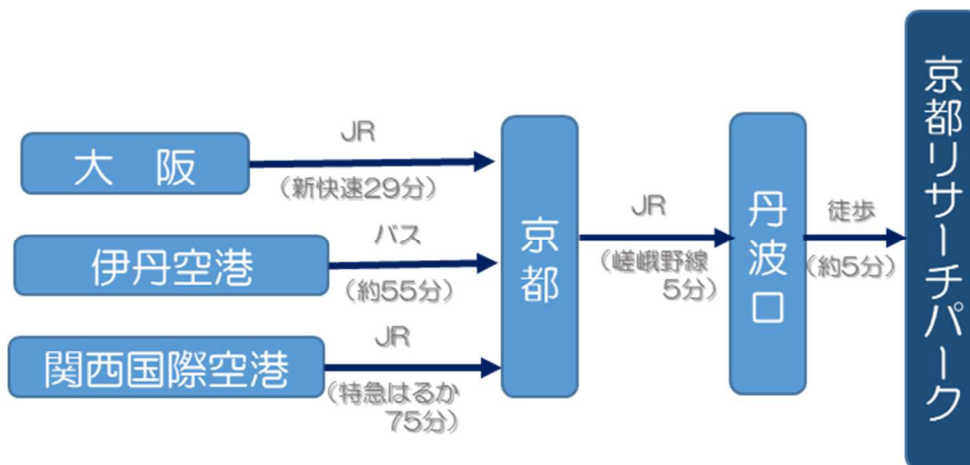 大　阪
JR
（新快速29分）
伊丹空港
バス
（約55分）
関西国際空港
JR
（特急はるか
75分）
京都
JR
（嵯峨野線
5分）
丹波口
徒歩
（約5分）
京都リサーチパーク